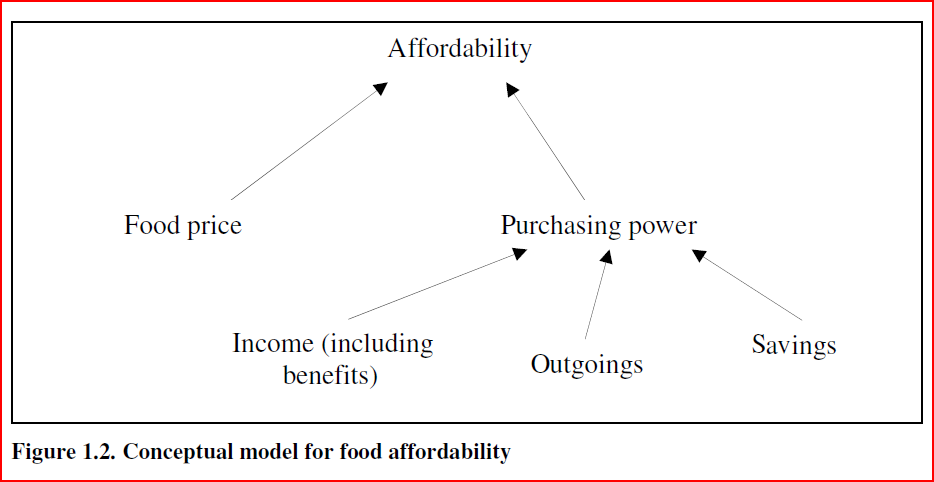 Affordability
Food price
Purchasing power
Income (including
benefits)
Outgoings
Savings
Figure 1.2. Conceptual model for food affordability